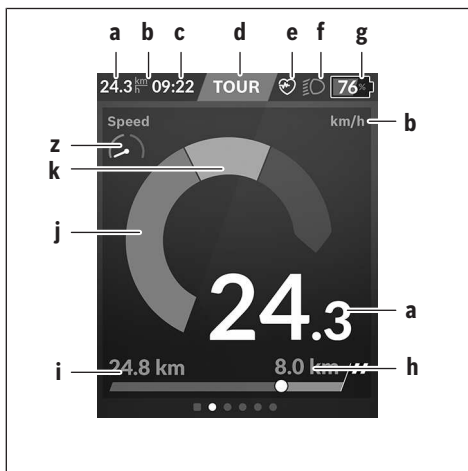 a b c d e f g
24.3 km/h 09:22 TOUR 76%
Speed km/h b
z
k
j
24.3 a
i 24.8 km 8.0 km h